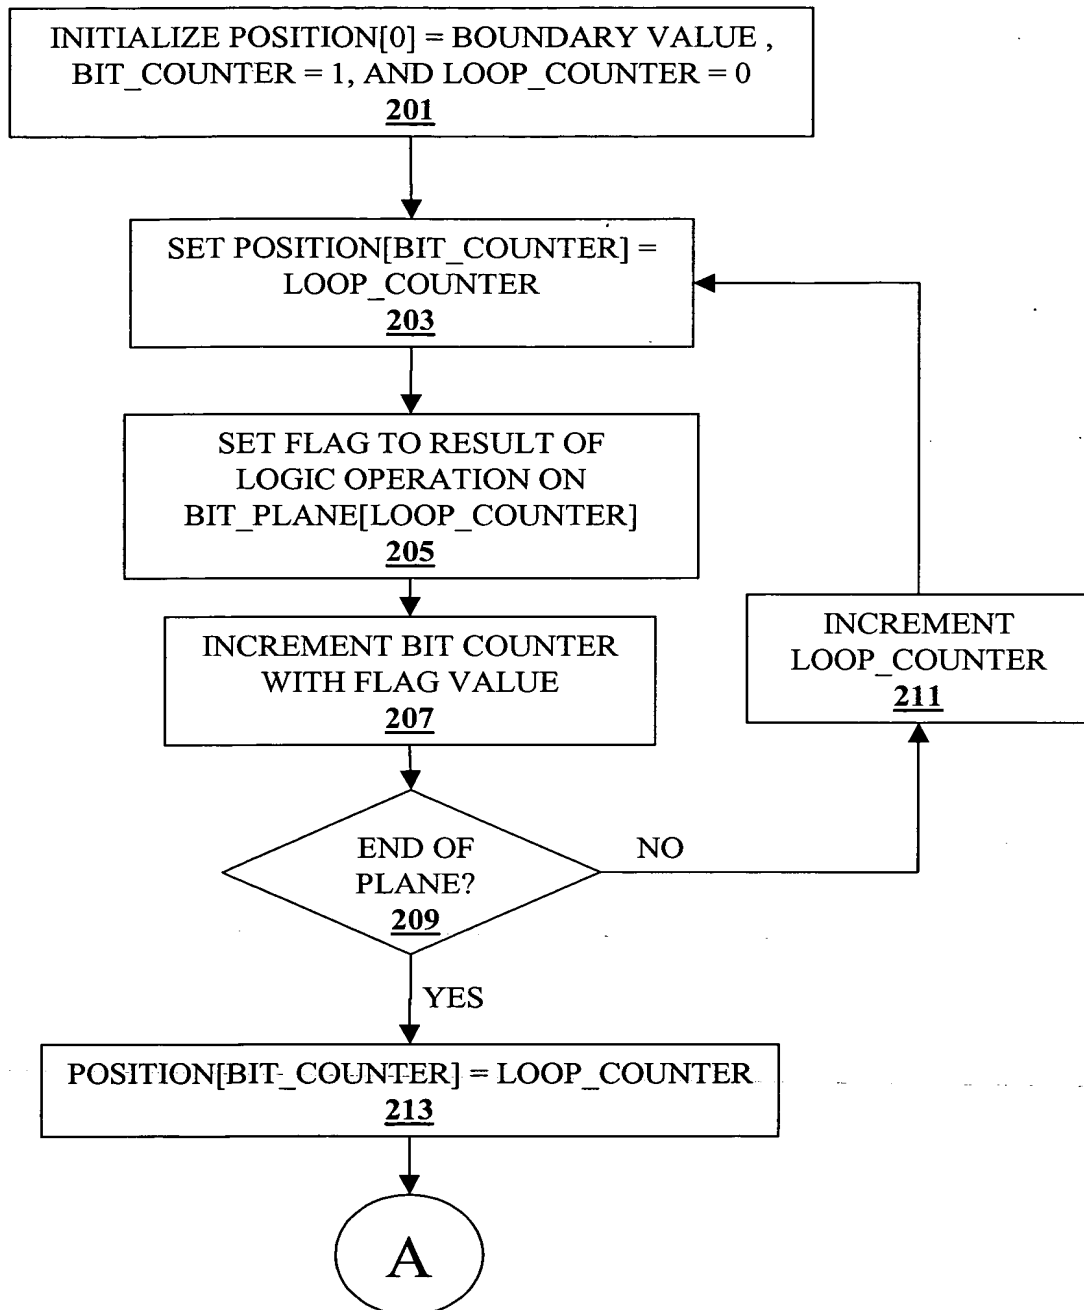 INITIALIZE POSITION[0] = BOUNDARY VALUE ,
BIT_COUNTER = 1, AND LOOP_COUNTER = 0
201
SET POSITION[BIT_COUNTER] =
LOOP_COUNTER
203
SET FLAG TO RESULT OF
LOGIC OPERATION ON
BIT_PLANE[LOOP_COUNTER]
205
INCREMENT BIT COUNTER
WITH FLAG VALUE
207
INCREMENT
LOOP_COUNTER
211
END OF
PLANE?
209
NO
YES
POSITION[BIT_COUNTER] = LOOP_COUNTER
213
A